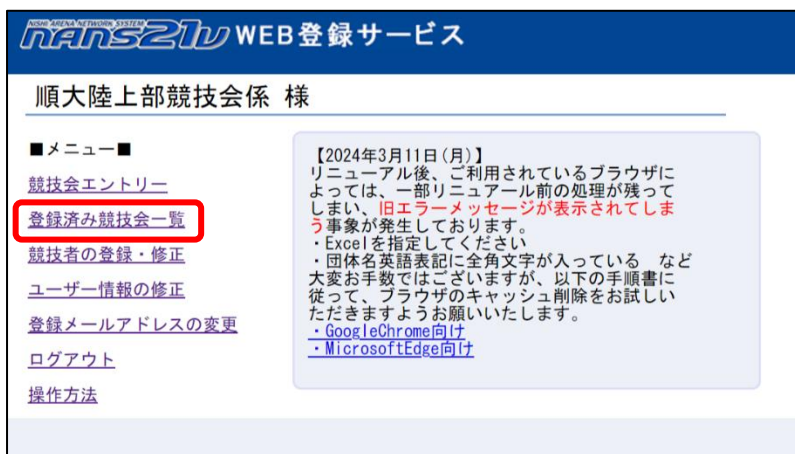 NISHI ARENA NETWORK SYSTEM
nAnS21V WEB登録サービス
順大陸上部競技会係 様
■メニュー■
競技会エントリー
登録済み競技会一覧
競技者の登録・修正
ユーザー情報の修正
登録メールアドレスの変更
ログアウト
操作方法
【2024年3月11日(月)】
リニューアル後、ご利用されているブラウザに
よっては、一部リニュアール前の処理が残って
しまい、旧エラーメッセージが表示されてしま
う事象が発生しております。
・Excelを指定してください
・団体名英語表記に全角文字が入っている など
大変お手数ではございますが、以下の手順書に
従って、ブラウザのキャッシュ削除をお試しい
ただきますようお願いいたします。
・GoogleChrome向け
・MicrosoftEdge向け